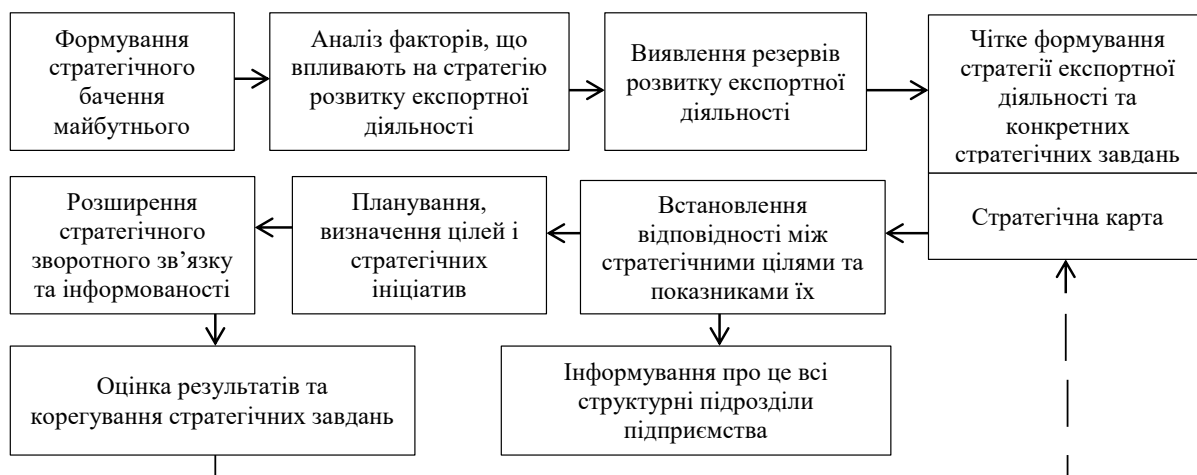 Формування
стратегічного
бачення
майбутнього
Аналіз факторів, що
впливають на стратегію
розвитку експортної
діяльності
Виявлення резервів
розвитку експортної
діяльності
Чітке формування
стратегії експортної
діяльності та
конкретних
стратегічних завдань
Стратегічна карта
Встановлення
відповідності між
стратегічними цілями та
показниками їх
Планування,
визначення цілей і
стратегічних
ініціатив
Розширення
стратегічного
зворотного зв’язку
та інформованості
Оцінка результатів та
корегування стратегічних завдань
Інформування про це всі
структурні підрозділи
підприємства